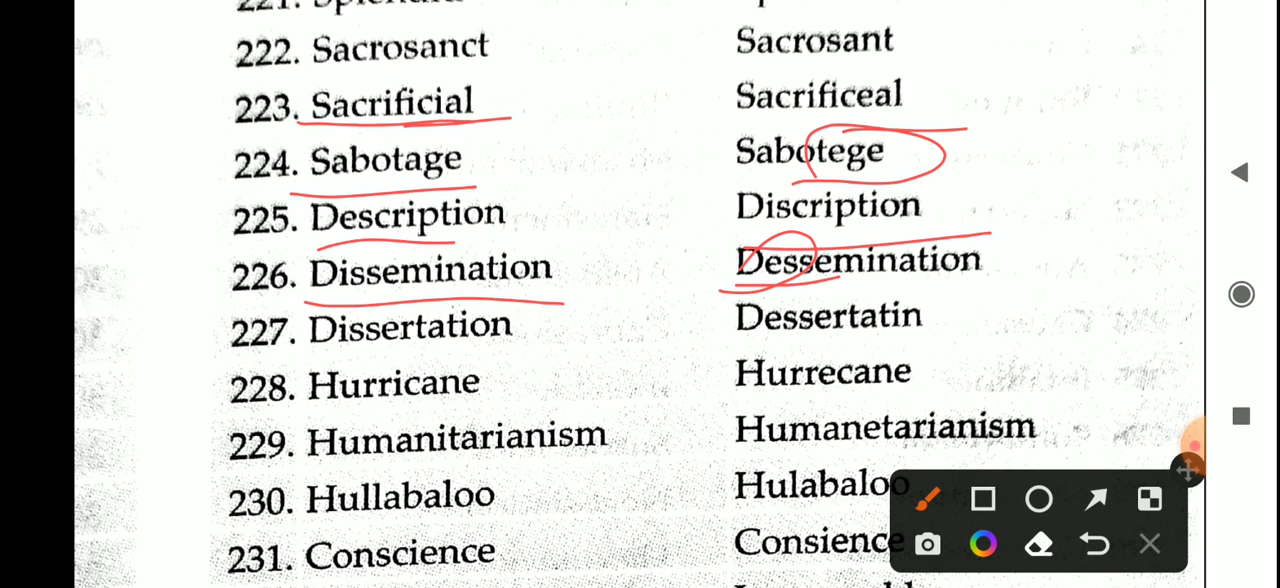 222. Sacrosanct Sacrosant
223. Sacrificial Sacrificeal
224. Sabotage Sabotege
225. Description Discription
226. Dissemination Dessemination
227. Dissertation Dessertatin
228. Hurricane Hurrecane
229. Humanitarianism Humanetarianism
230. Hullabaloo Hulabaloo
231. Conscience Consience